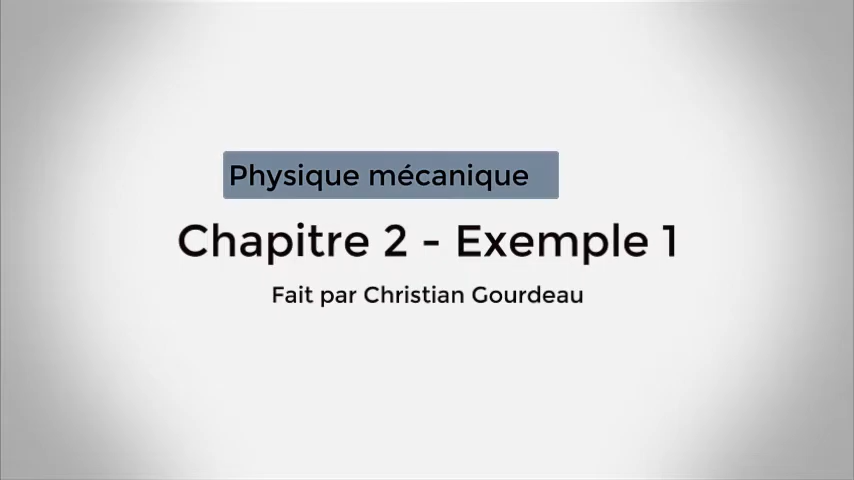 Physique mécanique
Chapitre 2 - Exemple 1
Fait par Christian Gourdeau